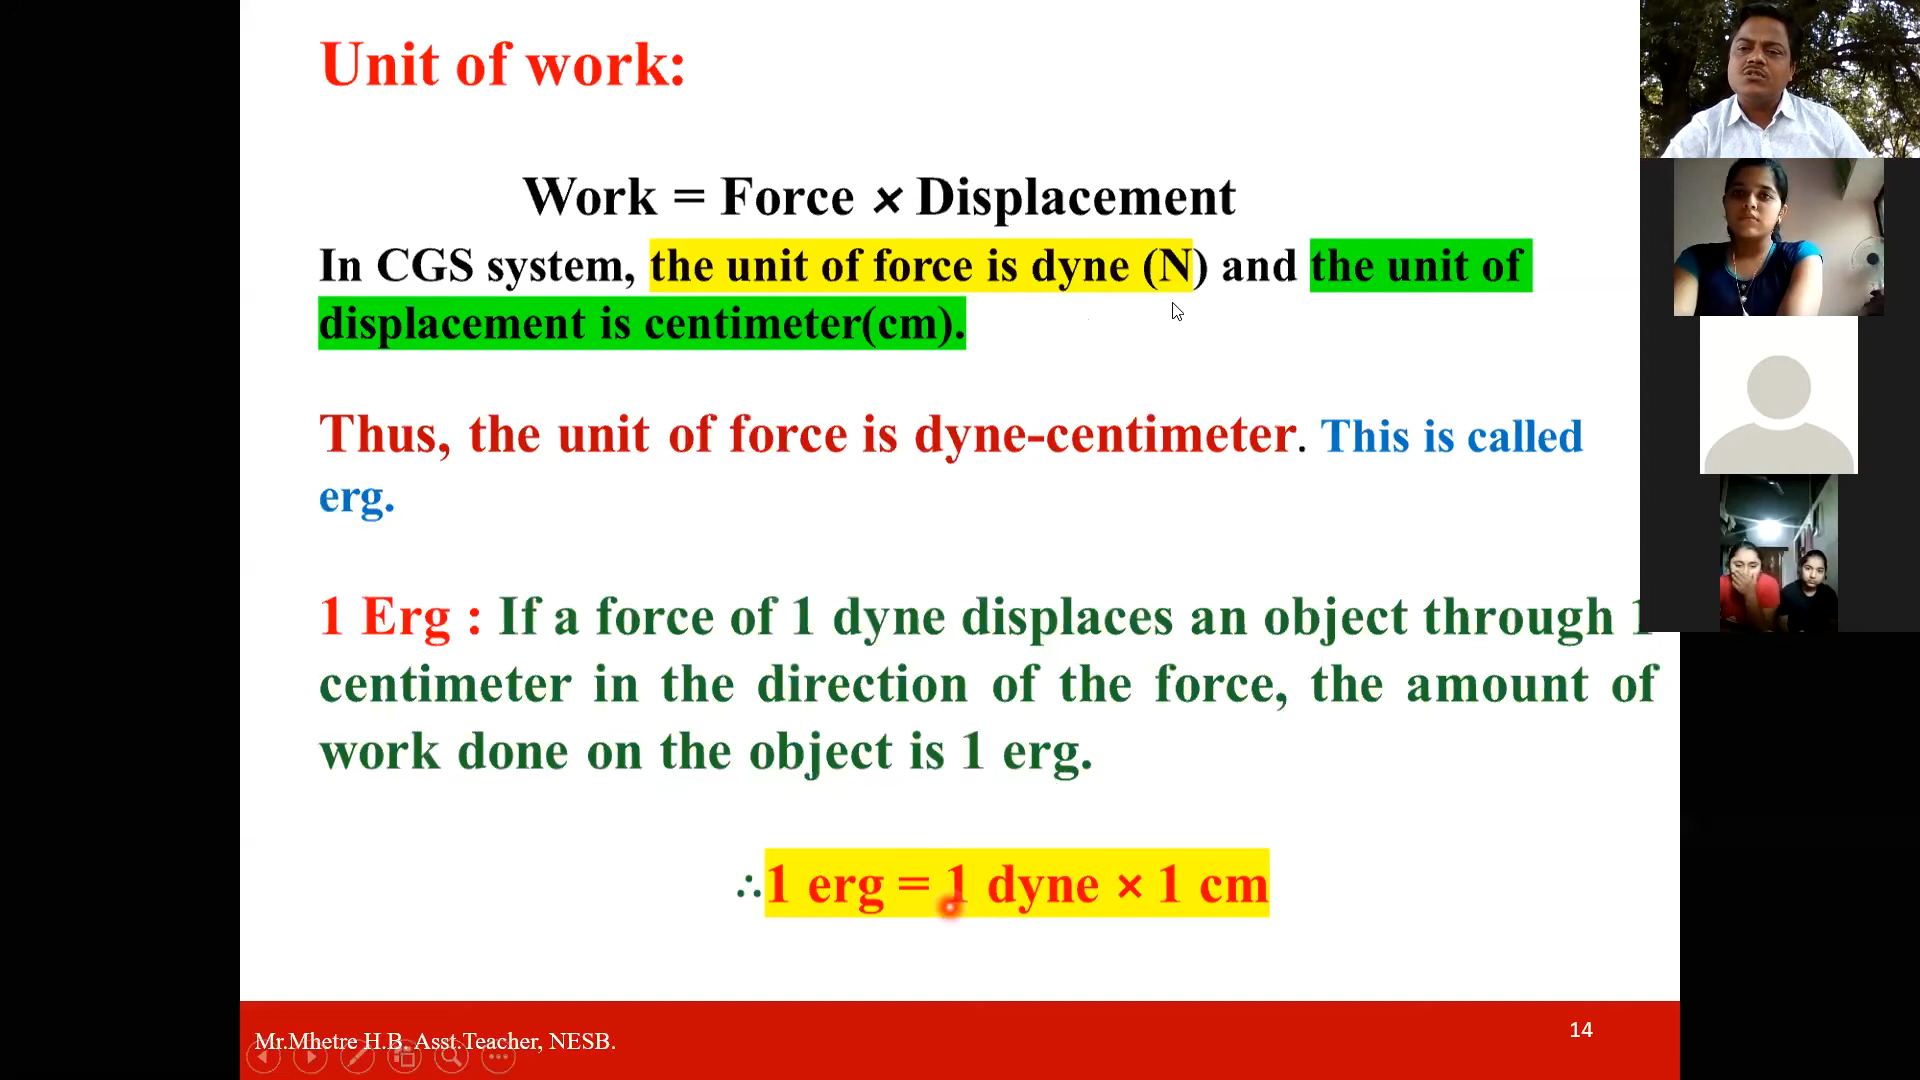 Unit of work:
Work = Force × Displacement
In CGS system, the unit of force is dyne (N) and the unit of
displacement is centimeter(cm).
Thus, the unit of force is dyne-centimeter. This is called
erg.
1 Erg : If a force of 1 dyne displaces an object through 1
centimeter in the direction of the force, the amount of
work done on the object is 1 erg.
∴1 erg = 1 dyne × 1 cm
Mr.Mhetre H.B. Asst.Teacher, NESB.
14